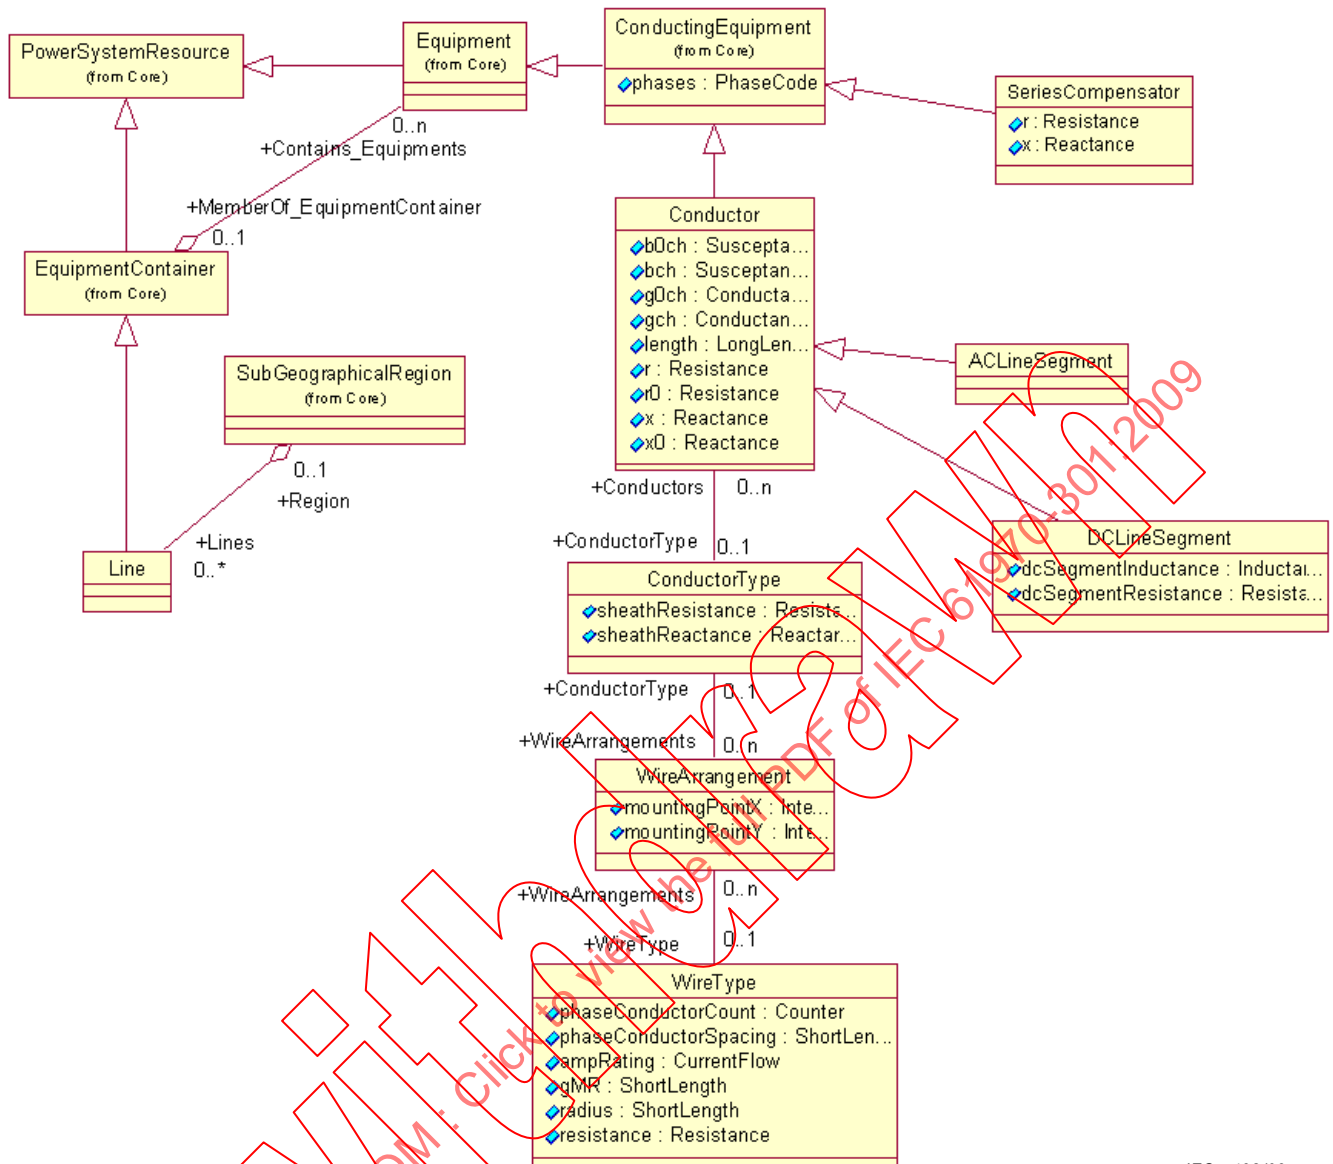 PowerSystemResource
(from Core)
Equipment
(from Core)
ConductingEquipment
(from Core)
phases : PhaseCode
SeriesCompensator
r : Resistance
x : Reactance
0..n
+Contains_Equipments
+MemberOf_EquipmentContainer
0..1
EquipmentContainer
(from Core)
Conductor
b0ch : Suscepta...
bch : Susceptan...
g0ch : Conducta...
gch : Conductan...
length : LongLen...
r : Resistance
r0 : Resistance
x : Reactance
x0 : Reactance
SubGeographicalRegion
(from Core)
0..1
+Region
+Lines
0..*
Line
ACLineSegment
DCLineSegment
dcSegmentInductance : Inducta...
dcSegmentResistance : Resista...
+Conductors
0..n
+ConductorType
0..1
ConductorType
sheathResistance : Resista...
sheathReactance : Reactar...
+ConductorType
0..1
+WireArrangements
0..n
WireArrangement
mountingPointX : Inte...
mountingPointY : Inte...
+WireArrangements
0..n
+WireType
0..1
WireType
phaseConductorCount : Counter
phaseConductorSpacing : ShortLen...
ampRating : CurrentFlow
gMR : ShortLength
radius : ShortLength
resistance : Resistance
OM : Click to view the full PDF of IEC 61970-301:2009
withdrawn